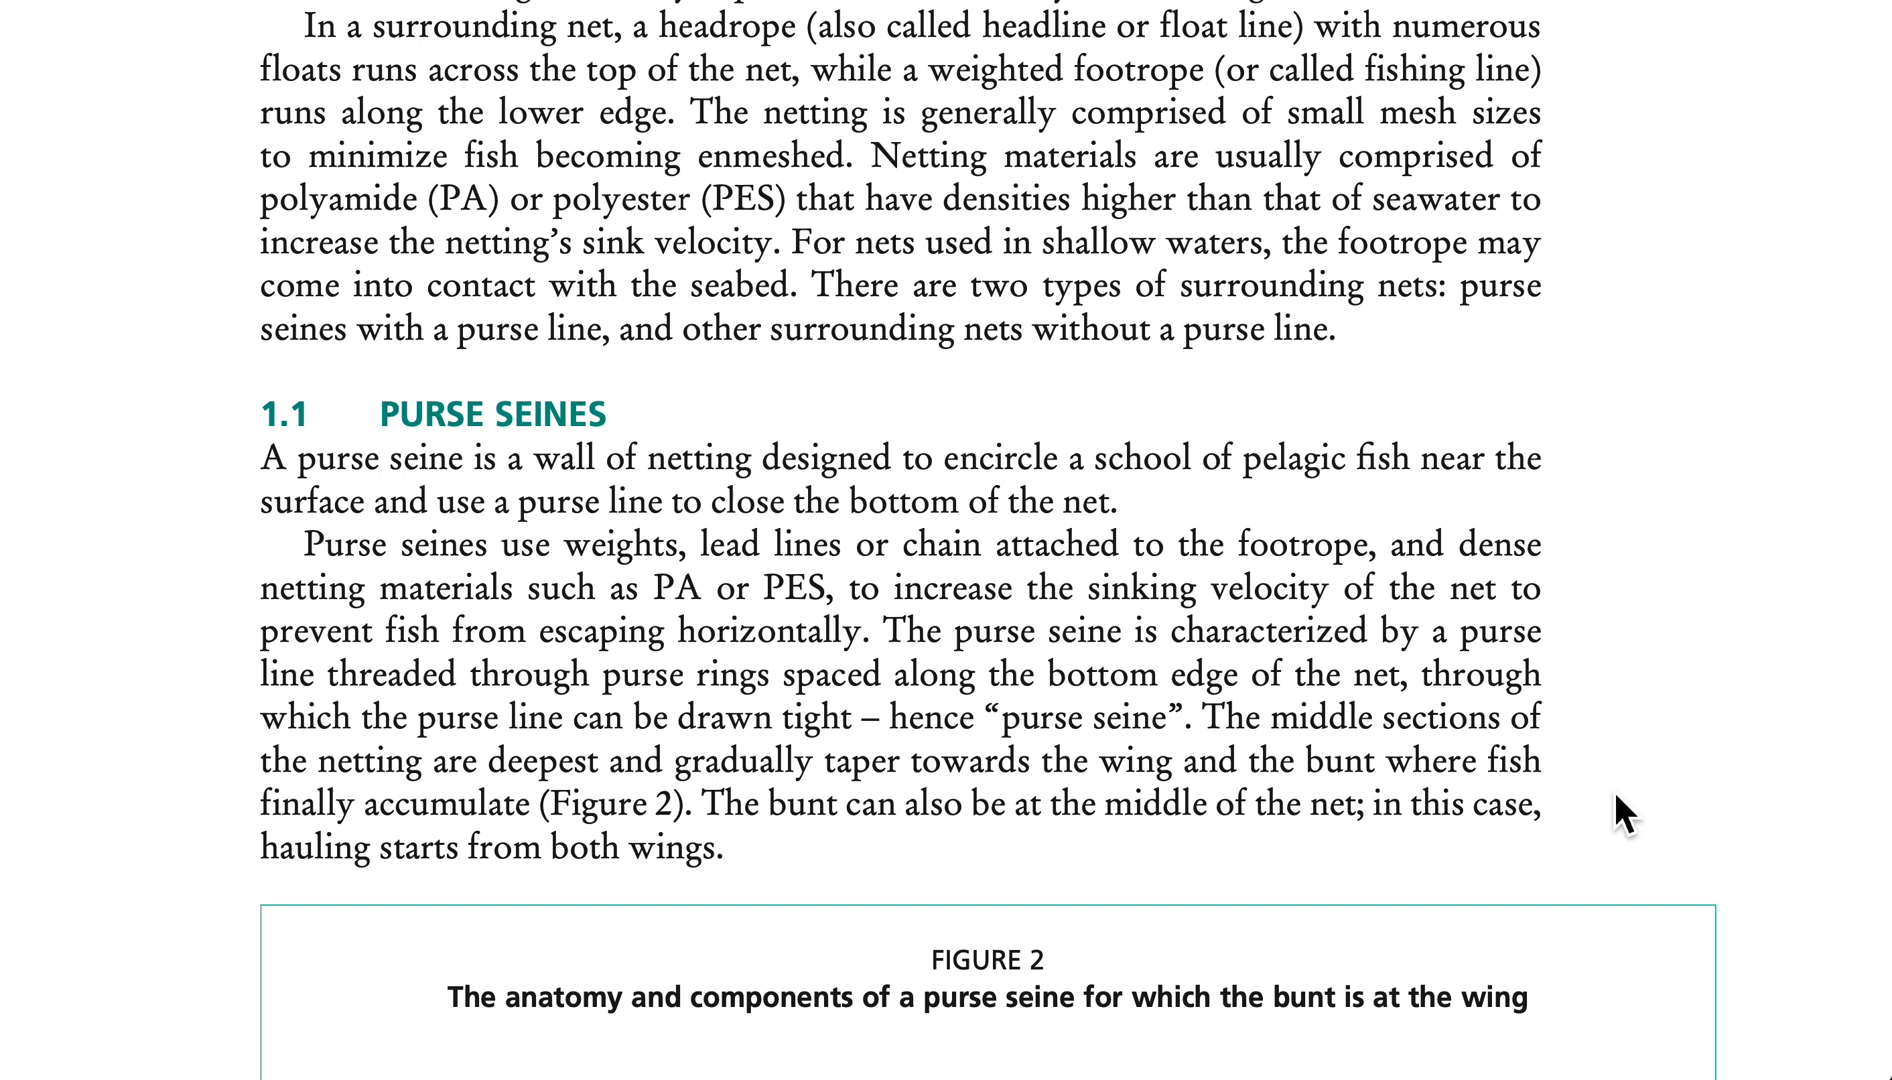 In a surrounding net, a headrope (also called headline or float line) with numerous
floats runs across the top of the net, while a weighted footrope (or called fishing line)
runs along the lower edge. The netting is generally comprised of small mesh sizes
to minimize fish becoming enmeshed. Netting materials are usually comprised of
polyamide (PA) or polyester (PES) that have densities higher than that of seawater to
increase the netting’s sink velocity. For nets used in shallow waters, the footrope may
come into contact with the seabed. There are two types of surrounding nets: purse
seines with a purse line, and other surrounding nets without a purse line.
1.1 PURSE SEINES
A purse seine is a wall of netting designed to encircle a school of pelagic fish near the
surface and use a purse line to close the bottom of the net.
Purse seines use weights, lead lines or chain attached to the footrope, and dense
netting materials such as PA or PES, to increase the sinking velocity of the net to
prevent fish from escaping horizontally. The purse seine is characterized by a purse
line threaded through purse rings spaced along the bottom edge of the net, through
which the purse line can be drawn tight – hence “purse seine”. The middle sections of
the netting are deepest and gradually taper towards the wing and the bunt where fish
finally accumulate (Figure 2). The bunt can also be at the middle of the net; in this case,
hauling starts from both wings.
FIGURE 2
The anatomy and components of a purse seine for which the bunt is at the wing